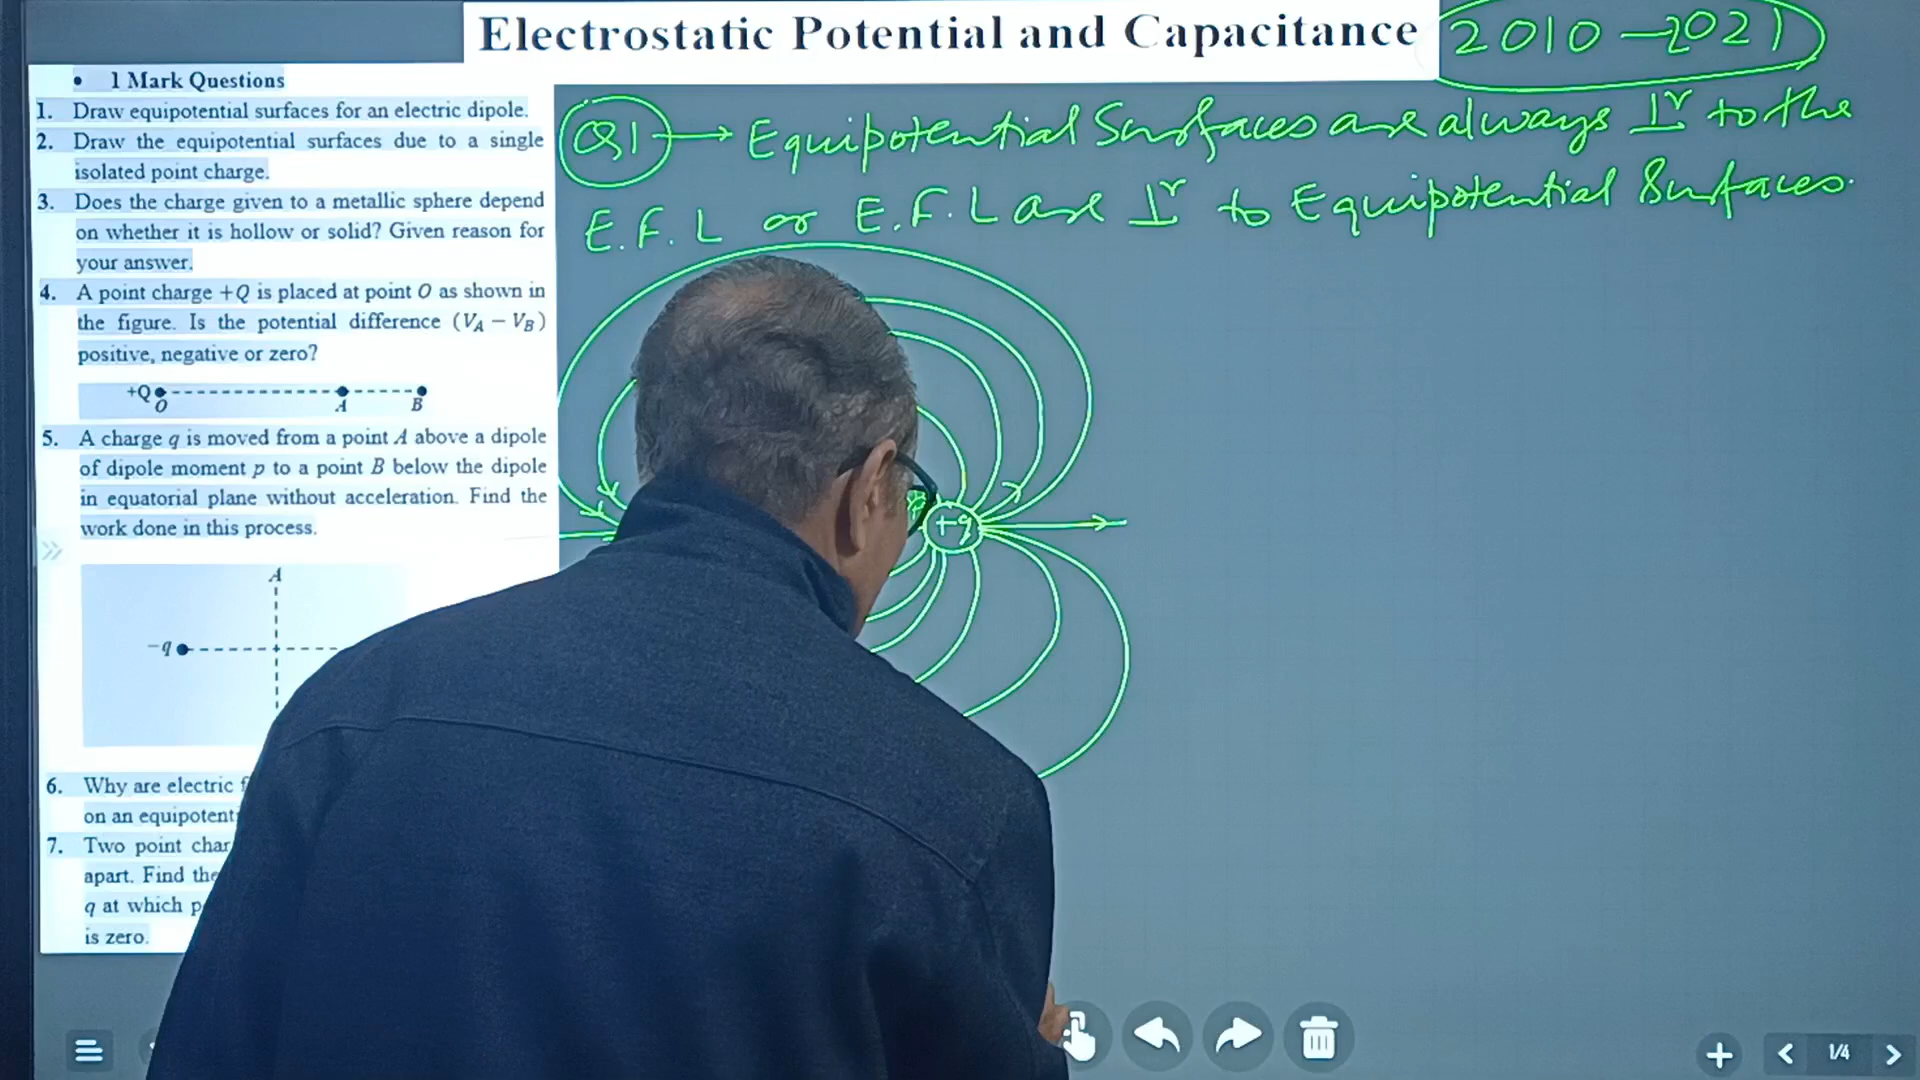 Electrostatic Potential and Capacitance
2010-2021
• 1 Mark Questions
1. Draw equipotential surfaces for an electric dipole.
2. Draw the equipotential surfaces due to a single
isolated point charge.
3. Does the charge given to a metallic sphere depend
on whether it is hollow or solid? Given reason for
your answer.
4. A point charge +Q is placed at point O as shown in
the figure. Is the potential difference (V_A − V_B)
positive, negative or zero?
+Q
O A B
5. A charge q is moved from a point A above a dipole
of dipole moment p to a point B below the dipole
in equatorial plane without acceleration. Find the
work done in this process.
A
−q
6. Why are electric
on an
7. Two point
apart. Find
q at which
is zero.
Q1 → Equipotential Surfaces are always ⊥r to the
E.F.L or E.F.L are ⊥r to Equipotential Surfaces.
+q
1/4